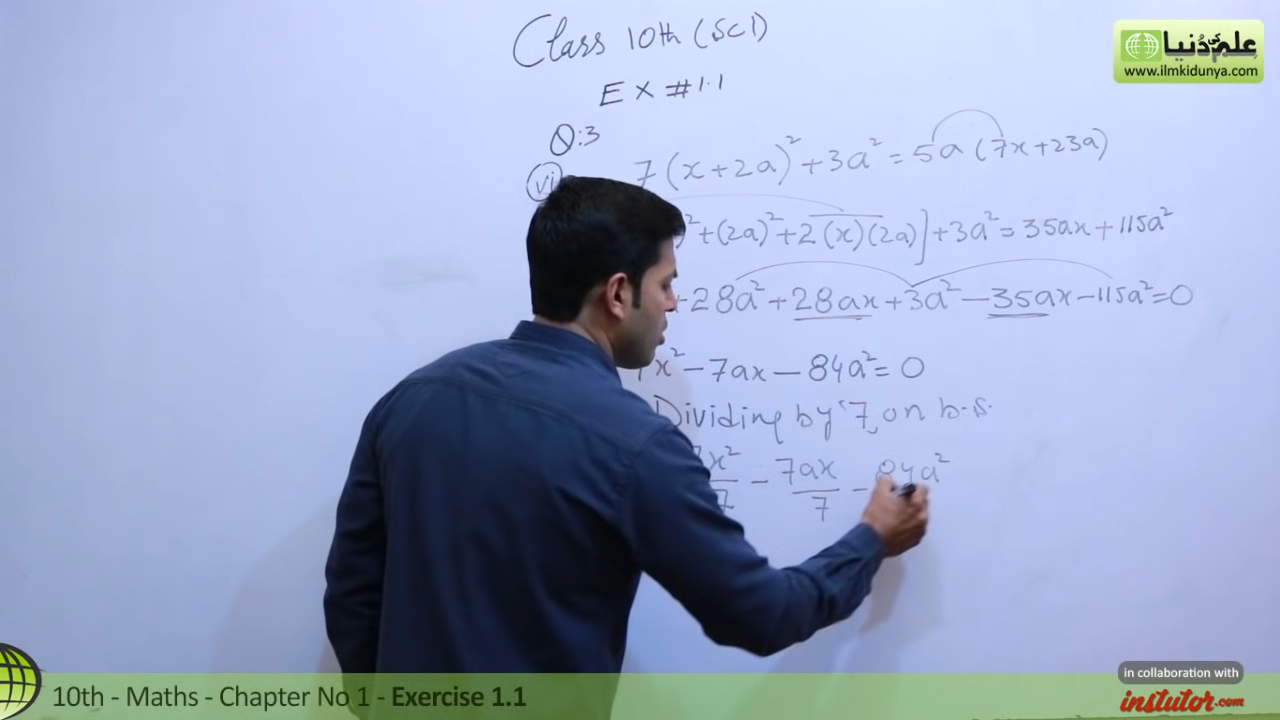 Class 10th (SCI)
علم کی دُنیا
www.ilmkidunya.com
EX #1.1
Q:3
(vi) 7(x+2a)²+3a²=5a(7x+23a)
)²+(2a)²+2(x)(2a)]+3a²=35ax+115a²
28a²+28ax+3a²-35ax-115a²=0
7x²-7ax-84a²=0
Dividing by "7" on b.s.
7x²/7 - 7ax/7 - 84a²
in collaboration with
instutor.com
10th - Maths - Chapter No 1 - Exercise 1.1